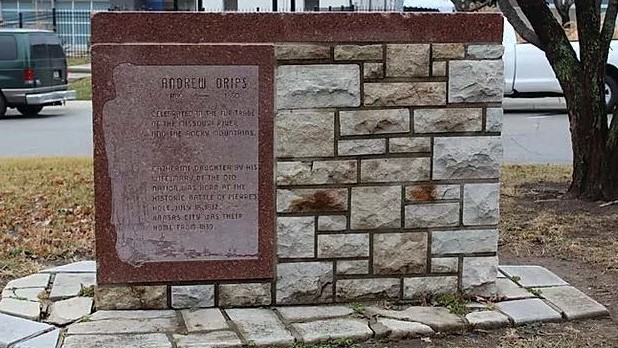 ANDREW DRIPS
CELEBRATED IN THE FUR TRADE
OF THE MISSOURI RIVER
AND THE ROCKY MOUNTAINS.
CATHERINE DAUGHTER BY HIS
WIFE MARY OF THE OTO
NATION, WAS BORN AT THE
HISTORIC BATTLE OF PIERRE'S
HOLE, JULY 18, 1832.
KANSAS CITY WAS THEIR
HOME FROM 1839.